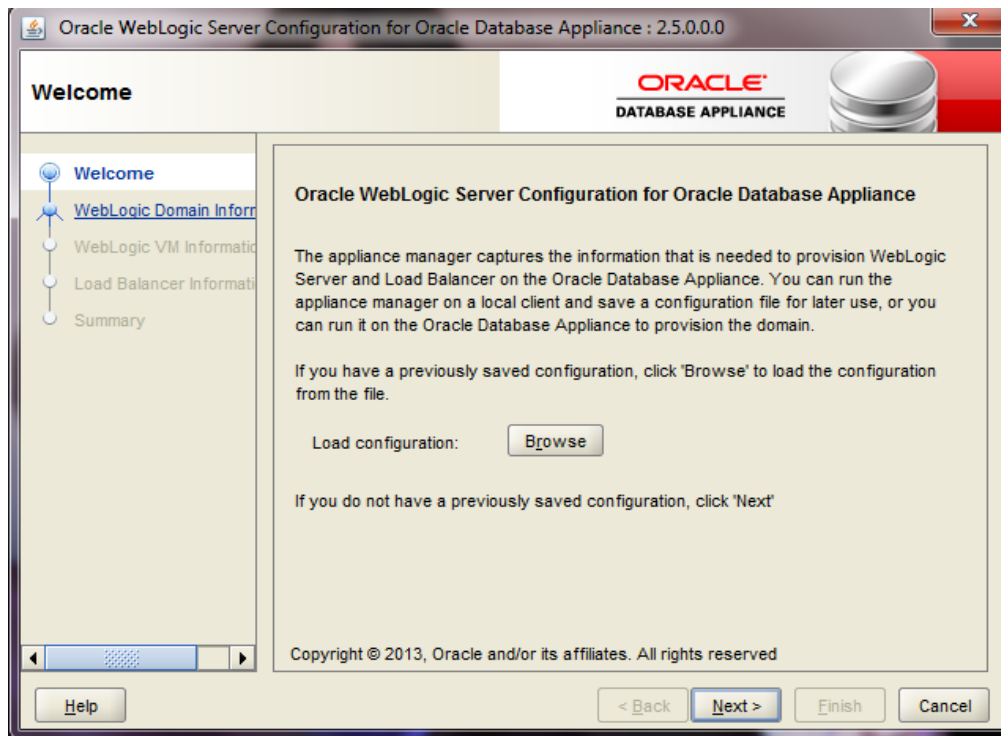 Oracle WebLogic Server Configuration for Oracle Database Appliance : 2.5.0.0.0
Welcome
ORACLE
DATABASE APPLIANCE
Welcome
WebLogic Domain Inforr
WebLogic VM Informatic
Load Balancer Informati
Summary
Oracle WebLogic Server Configuration for Oracle Database Appliance
The appliance manager captures the information that is needed to provision WebLogic
Server and Load Balancer on the Oracle Database Appliance. You can run the
appliance manager on a local client and save a configuration file for later use, or you
can run it on the Oracle Database Appliance to provision the domain.
If you have a previously saved configuration, click 'Browse' to load the configuration
from the file.
Load configuration: Browse
If you do not have a previously saved configuration, click 'Next'
Copyright © 2013, Oracle and/or its affiliates. All rights reserved
Help < Back Next > Finish Cancel